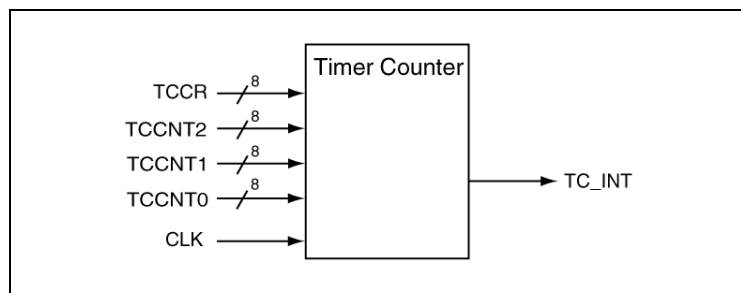 Timer Counter
TCCR
8
TCCNT2
8
TCCNT1
8
TCCNT0
8
CLK
TC_INT